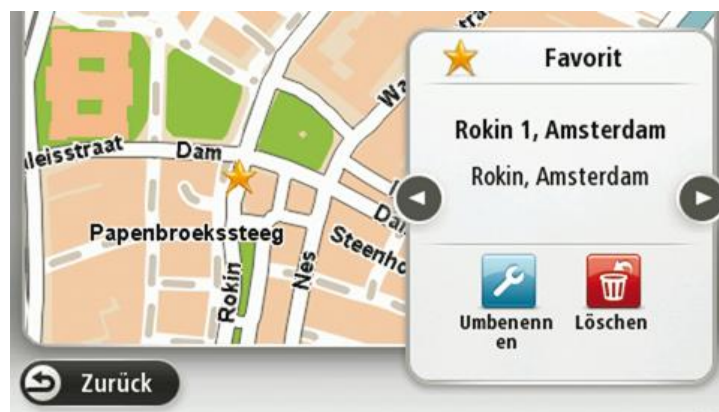 Favorit
Rokin 1, Amsterdam
Rokin, Amsterdam
Dam
Papenbroekssteeg
Rokin
Nes
Umbenenn
en
Löschen
Zurück